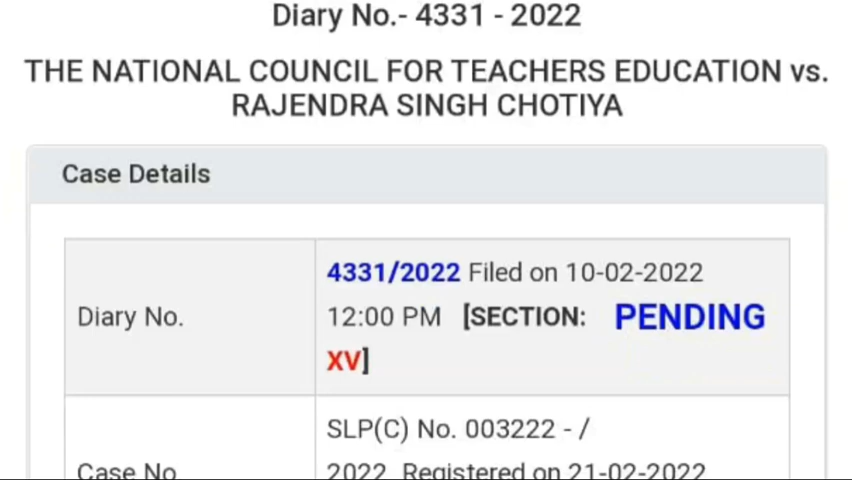 Diary No.- 4331 - 2022
THE NATIONAL COUNCIL FOR TEACHERS EDUCATION vs.
RAJENDRA SINGH CHOTIYA
Case Details
Diary No.
4331/2022 Filed on 10-02-2022
12:00 PM [SECTION: PENDING
XV]
SLP(C) No. 003222 - /
Case No
2022 Registered on 21-02-2022